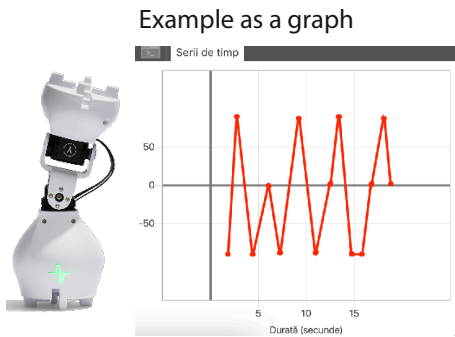 Example as a graph
Serii de timp
50
0
-50
5 10 15
Durată (secunde)